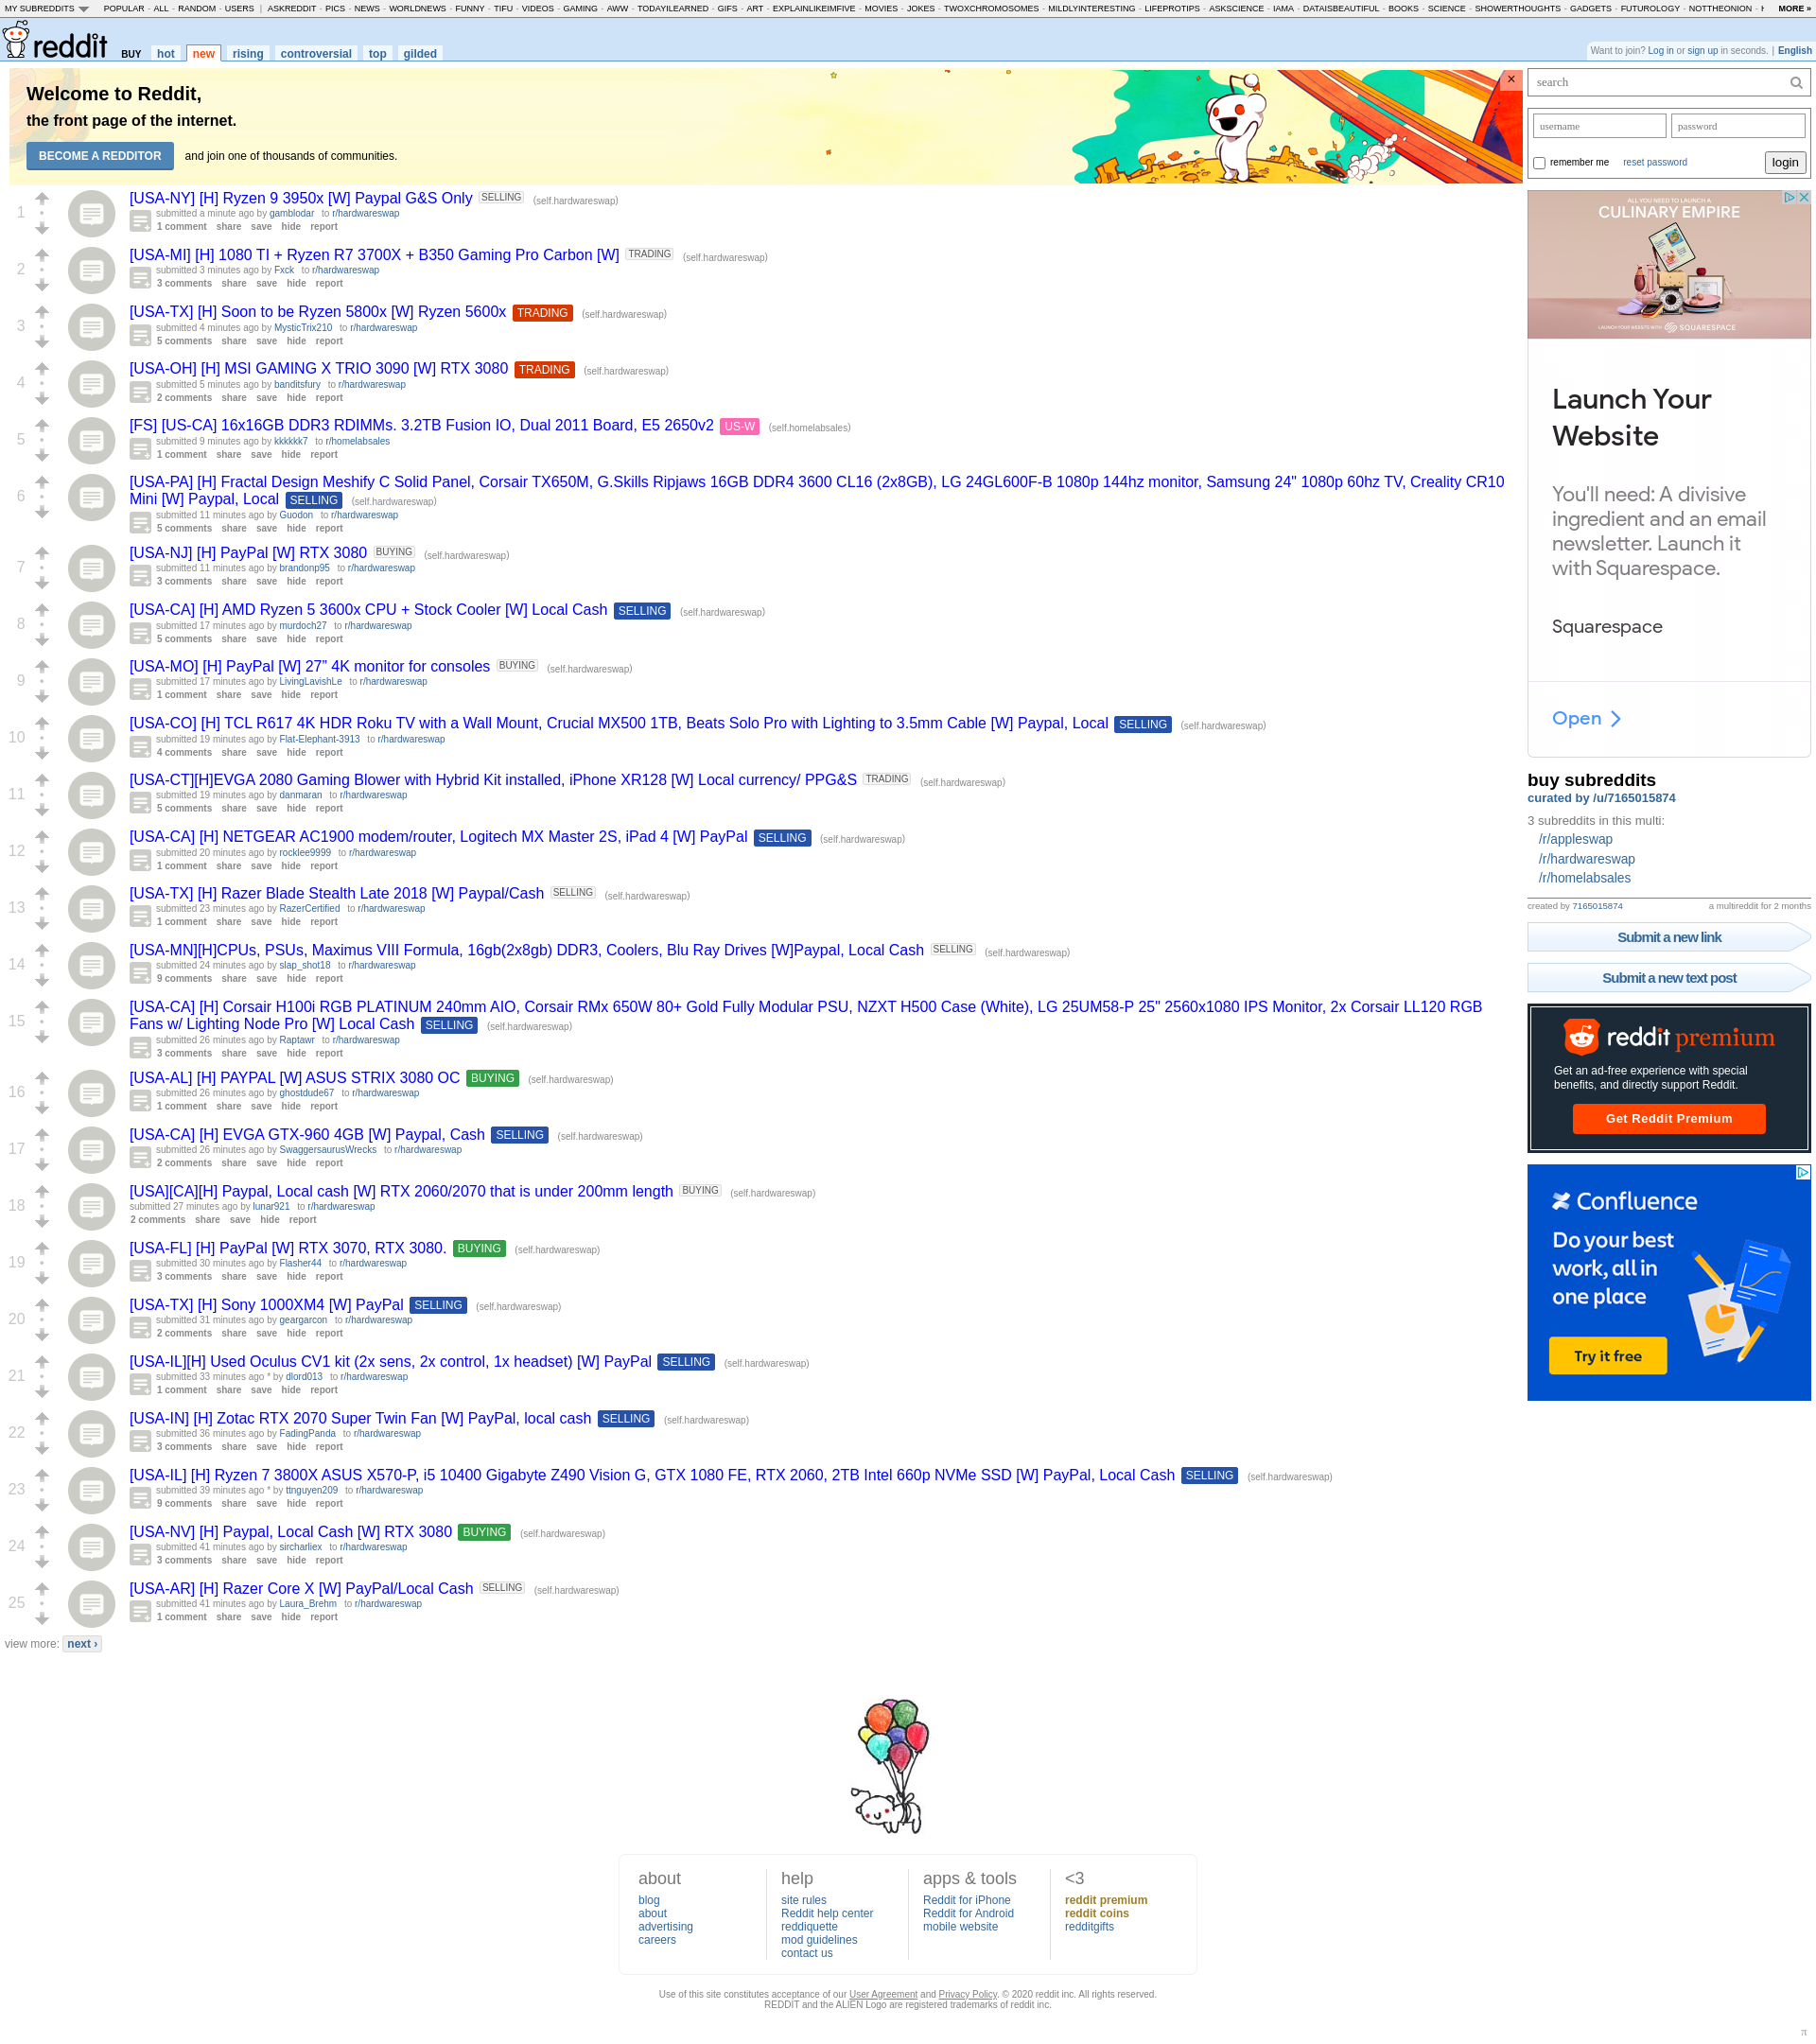 MY SUBREDDITS POPULAR - ALL - RANDOM - USERS | ASKREDDIT - PICS - NEWS - WORLDNEWS - FUNNY - TIFU - VIDEOS - GAMING - AWW - TODAYILEARNED - GIFS - ART - EXPLAINLIKEIMFIVE - MOVIES - JOKES - TWOXCHROMOSOMES - MILDLYINTERESTING - LIFEPROTIPS - ASKSCIENCE - IAMA - DATAISBEAUTIFUL - BOOKS - SCIENCE - SHOWERTHOUGHTS - GADGETS - FUTUROLOGY - NOTTHEONION - MORE »
reddit BUY hot new rising controversial top gilded
Want to join? Log in or sign up in seconds. | English
Welcome to Reddit,
the front page of the internet.
BECOME A REDDITOR and join one of thousands of communities.
1
[USA-NY] [H] Ryzen 9 3950x [W] Paypal G&S Only SELLING (self.hardwareswap)
submitted a minute ago by gamblodar to r/hardwareswap
1 comment share save hide report
2
[USA-MI] [H] 1080 TI + Ryzen R7 3700X + B350 Gaming Pro Carbon [W] TRADING (self.hardwareswap)
submitted 3 minutes ago by Fxck to r/hardwareswap
3 comments share save hide report
3
[USA-TX] [H] Soon to be Ryzen 5800x [W] Ryzen 5600x TRADING (self.hardwareswap)
submitted 4 minutes ago by MysticTrix210 to r/hardwareswap
5 comments share save hide report
4
[USA-OH] [H] MSI GAMING X TRIO 3090 [W] RTX 3080 TRADING (self.hardwareswap)
submitted 5 minutes ago by banditsfury to r/hardwareswap
2 comments share save hide report
5
[FS] [US-CA] 16x16GB DDR3 RDIMMs. 3.2TB Fusion IO, Dual 2011 Board, E5 2650v2 US-W (self.homelabsales)
submitted 9 minutes ago by kkkkkk7 to r/homelabsales
1 comment share save hide report
6
[USA-PA] [H] Fractal Design Meshify C Solid Panel, Corsair TX650M, G.Skills Ripjaws 16GB DDR4 3600 CL16 (2x8GB), LG 24GL600F-B 1080p 144hz monitor, Samsung 24" 1080p 60hz TV, Creality CR10
Mini [W] Paypal, Local SELLING (self.hardwareswap)
submitted 11 minutes ago by Guodon to r/hardwareswap
5 comments share save hide report
7
[USA-NJ] [H] PayPal [W] RTX 3080 BUYING (self.hardwareswap)
submitted 11 minutes ago by brandonp95 to r/hardwareswap
3 comments share save hide report
8
[USA-CA] [H] AMD Ryzen 5 3600x CPU + Stock Cooler [W] Local Cash SELLING (self.hardwareswap)
submitted 17 minutes ago by murdoch27 to r/hardwareswap
5 comments share save hide report
9
[USA-MO] [H] PayPal [W] 27” 4K monitor for consoles BUYING (self.hardwareswap)
submitted 17 minutes ago by LivingLavishLe to r/hardwareswap
1 comment share save hide report
10
[USA-CO] [H] TCL R617 4K HDR Roku TV with a Wall Mount, Crucial MX500 1TB, Beats Solo Pro with Lighting to 3.5mm Cable [W] Paypal, Local SELLING (self.hardwareswap)
submitted 19 minutes ago by Flat-Elephant-3913 to r/hardwareswap
4 comments share save hide report
11
[USA-CT][H]EVGA 2080 Gaming Blower with Hybrid Kit installed, iPhone XR128 [W] Local currency/ PPG&S TRADING (self.hardwareswap)
submitted 19 minutes ago by danmaran to r/hardwareswap
5 comments share save hide report
12
[USA-CA] [H] NETGEAR AC1900 modem/router, Logitech MX Master 2S, iPad 4 [W] PayPal SELLING (self.hardwareswap)
submitted 20 minutes ago by rocklee9999 to r/hardwareswap
1 comment share save hide report
13
[USA-TX] [H] Razer Blade Stealth Late 2018 [W] Paypal/Cash SELLING (self.hardwareswap)
submitted 23 minutes ago by RazerCertified to r/hardwareswap
1 comment share save hide report
14
[USA-MN][H]CPUs, PSUs, Maximus VIII Formula, 16gb(2x8gb) DDR3, Coolers, Blu Ray Drives [W]Paypal, Local Cash SELLING (self.hardwareswap)
submitted 24 minutes ago by slap_shot18 to r/hardwareswap
9 comments share save hide report
15
[USA-CA] [H] Corsair H100i RGB PLATINUM 240mm AIO, Corsair RMx 650W 80+ Gold Fully Modular PSU, NZXT H500 Case (White), LG 25UM58-P 25" 2560x1080 IPS Monitor, 2x Corsair LL120 RGB
Fans w/ Lighting Node Pro [W] Local Cash SELLING (self.hardwareswap)
submitted 26 minutes ago by Raptawr to r/hardwareswap
3 comments share save hide report
16
[USA-AL] [H] PAYPAL [W] ASUS STRIX 3080 OC BUYING (self.hardwareswap)
submitted 26 minutes ago by ghostdude67 to r/hardwareswap
1 comment share save hide report
17
[USA-CA] [H] EVGA GTX-960 4GB [W] Paypal, Cash SELLING (self.hardwareswap)
submitted 26 minutes ago by SwaggersaurusWrecks to r/hardwareswap
2 comments share save hide report
18
[USA][CA][H] Paypal, Local cash [W] RTX 2060/2070 that is under 200mm length BUYING (self.hardwareswap)
submitted 27 minutes ago by lunar921 to r/hardwareswap
2 comments share save hide report
19
[USA-FL] [H] PayPal [W] RTX 3070, RTX 3080. BUYING (self.hardwareswap)
submitted 30 minutes ago by Flasher44 to r/hardwareswap
3 comments share save hide report
20
[USA-TX] [H] Sony 1000XM4 [W] PayPal SELLING (self.hardwareswap)
submitted 31 minutes ago by geargarcon to r/hardwareswap
2 comments share save hide report
21
[USA-IL][H] Used Oculus CV1 kit (2x sens, 2x control, 1x headset) [W] PayPal SELLING (self.hardwareswap)
submitted 33 minutes ago * by dlord013 to r/hardwareswap
1 comment share save hide report
22
[USA-IN] [H] Zotac RTX 2070 Super Twin Fan [W] PayPal, local cash SELLING (self.hardwareswap)
submitted 36 minutes ago by FadingPanda to r/hardwareswap
3 comments share save hide report
23
[USA-IL] [H] Ryzen 7 3800X ASUS X570-P, i5 10400 Gigabyte Z490 Vision G, GTX 1080 FE, RTX 2060, 2TB Intel 660p NVMe SSD [W] PayPal, Local Cash SELLING (self.hardwareswap)
submitted 39 minutes ago * by ttnguyen209 to r/hardwareswap
9 comments share save hide report
24
[USA-NV] [H] Paypal, Local Cash [W] RTX 3080 BUYING (self.hardwareswap)
submitted 41 minutes ago by sircharliex to r/hardwareswap
3 comments share save hide report
25
[USA-AR] [H] Razer Core X [W] PayPal/Local Cash SELLING (self.hardwareswap)
submitted 41 minutes ago by Laura_Brehm to r/hardwareswap
1 comment share save hide report
view more: next ›
search
username password
remember me reset password login
ALL YOU NEED TO LAUNCH A
CULINARY EMPIRE
LAUNCH YOUR WEBSITE WITH SQUARESPACE
Launch Your
Website
You'll need: A divisive
ingredient and an email
newsletter. Launch it
with Squarespace.
Squarespace
Open
buy subreddits
curated by /u/7165015874
3 subreddits in this multi:
/r/appleswap
/r/hardwareswap
/r/homelabsales
created by 7165015874 a multireddit for 2 months
Submit a new link
Submit a new text post
reddit premium
Get an ad-free experience with special
benefits, and directly support Reddit.
Get Reddit Premium
Confluence
Do your best
work, all in
one place
Try it free
about
blog
about
advertising
careers
help
site rules
Reddit help center
reddiquette
mod guidelines
contact us
apps & tools
Reddit for iPhone
Reddit for Android
mobile website
<3
reddit premium
reddit coins
redditgifts
Use of this site constitutes acceptance of our User Agreement and Privacy Policy. © 2020 reddit inc. All rights reserved.
REDDIT and the ALIEN Logo are registered trademarks of reddit inc.
π